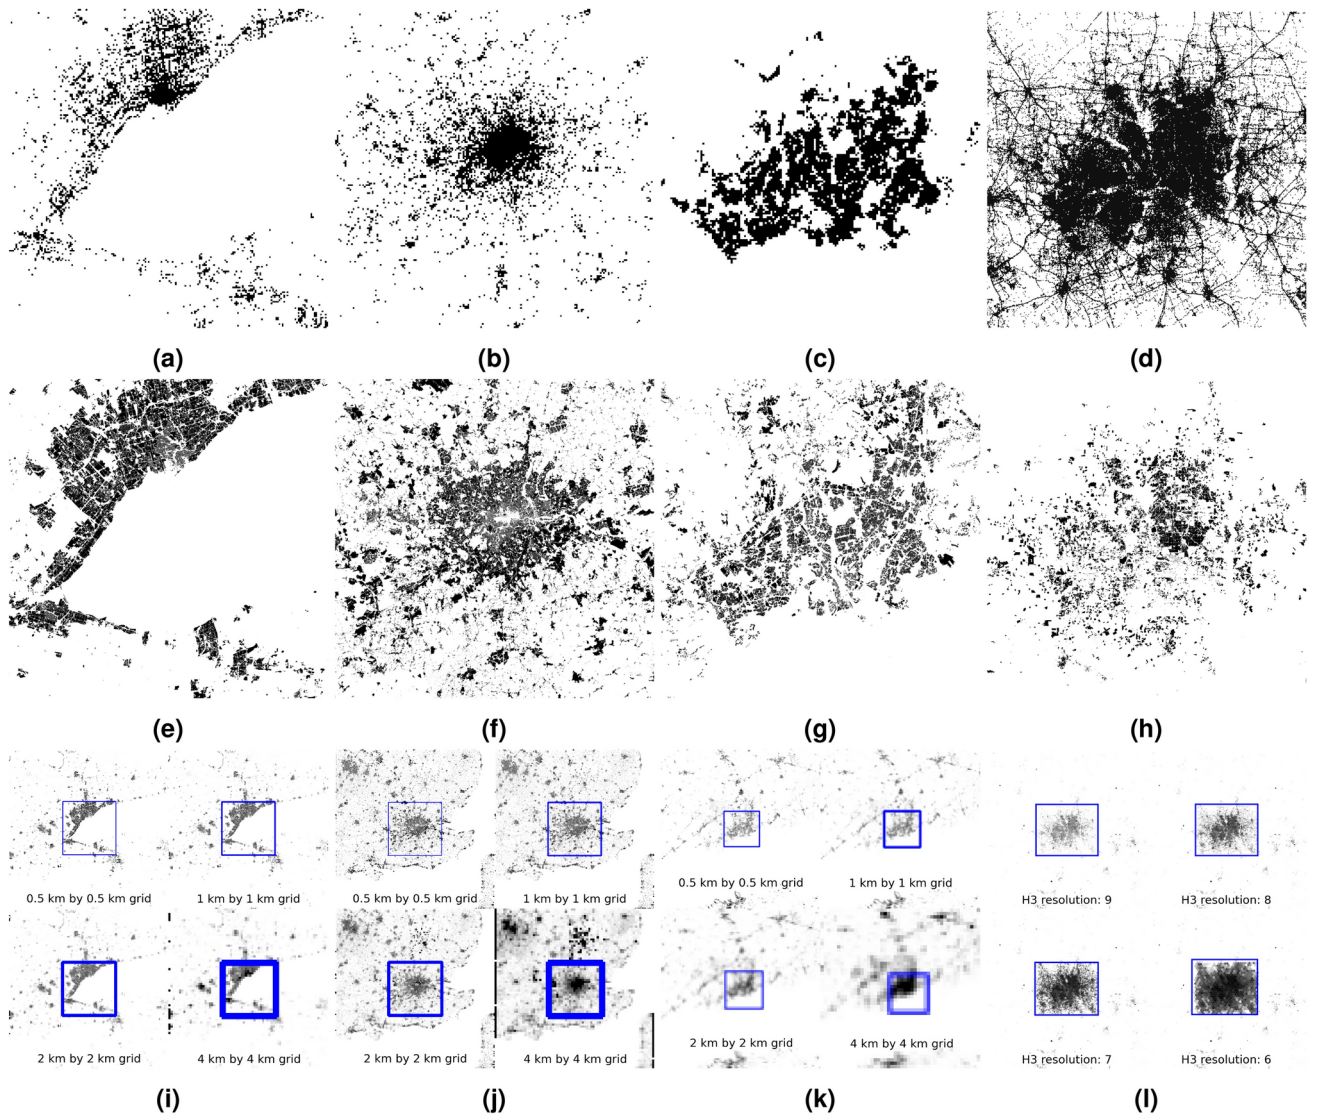 (a) (b) (c) (d)
(e) (f) (g) (h)
0.5 km by 0.5 km grid 1 km by 1 km grid
2 km by 2 km grid 4 km by 4 km grid
0.5 km by 0.5 km grid 1 km by 1 km grid
2 km by 2 km grid 4 km by 4 km grid
0.5 km by 0.5 km grid 1 km by 1 km grid
2 km by 2 km grid 4 km by 4 km grid
H3 resolution: 9 H3 resolution: 8
H3 resolution: 7 H3 resolution: 6
(i) (j) (k) (l)